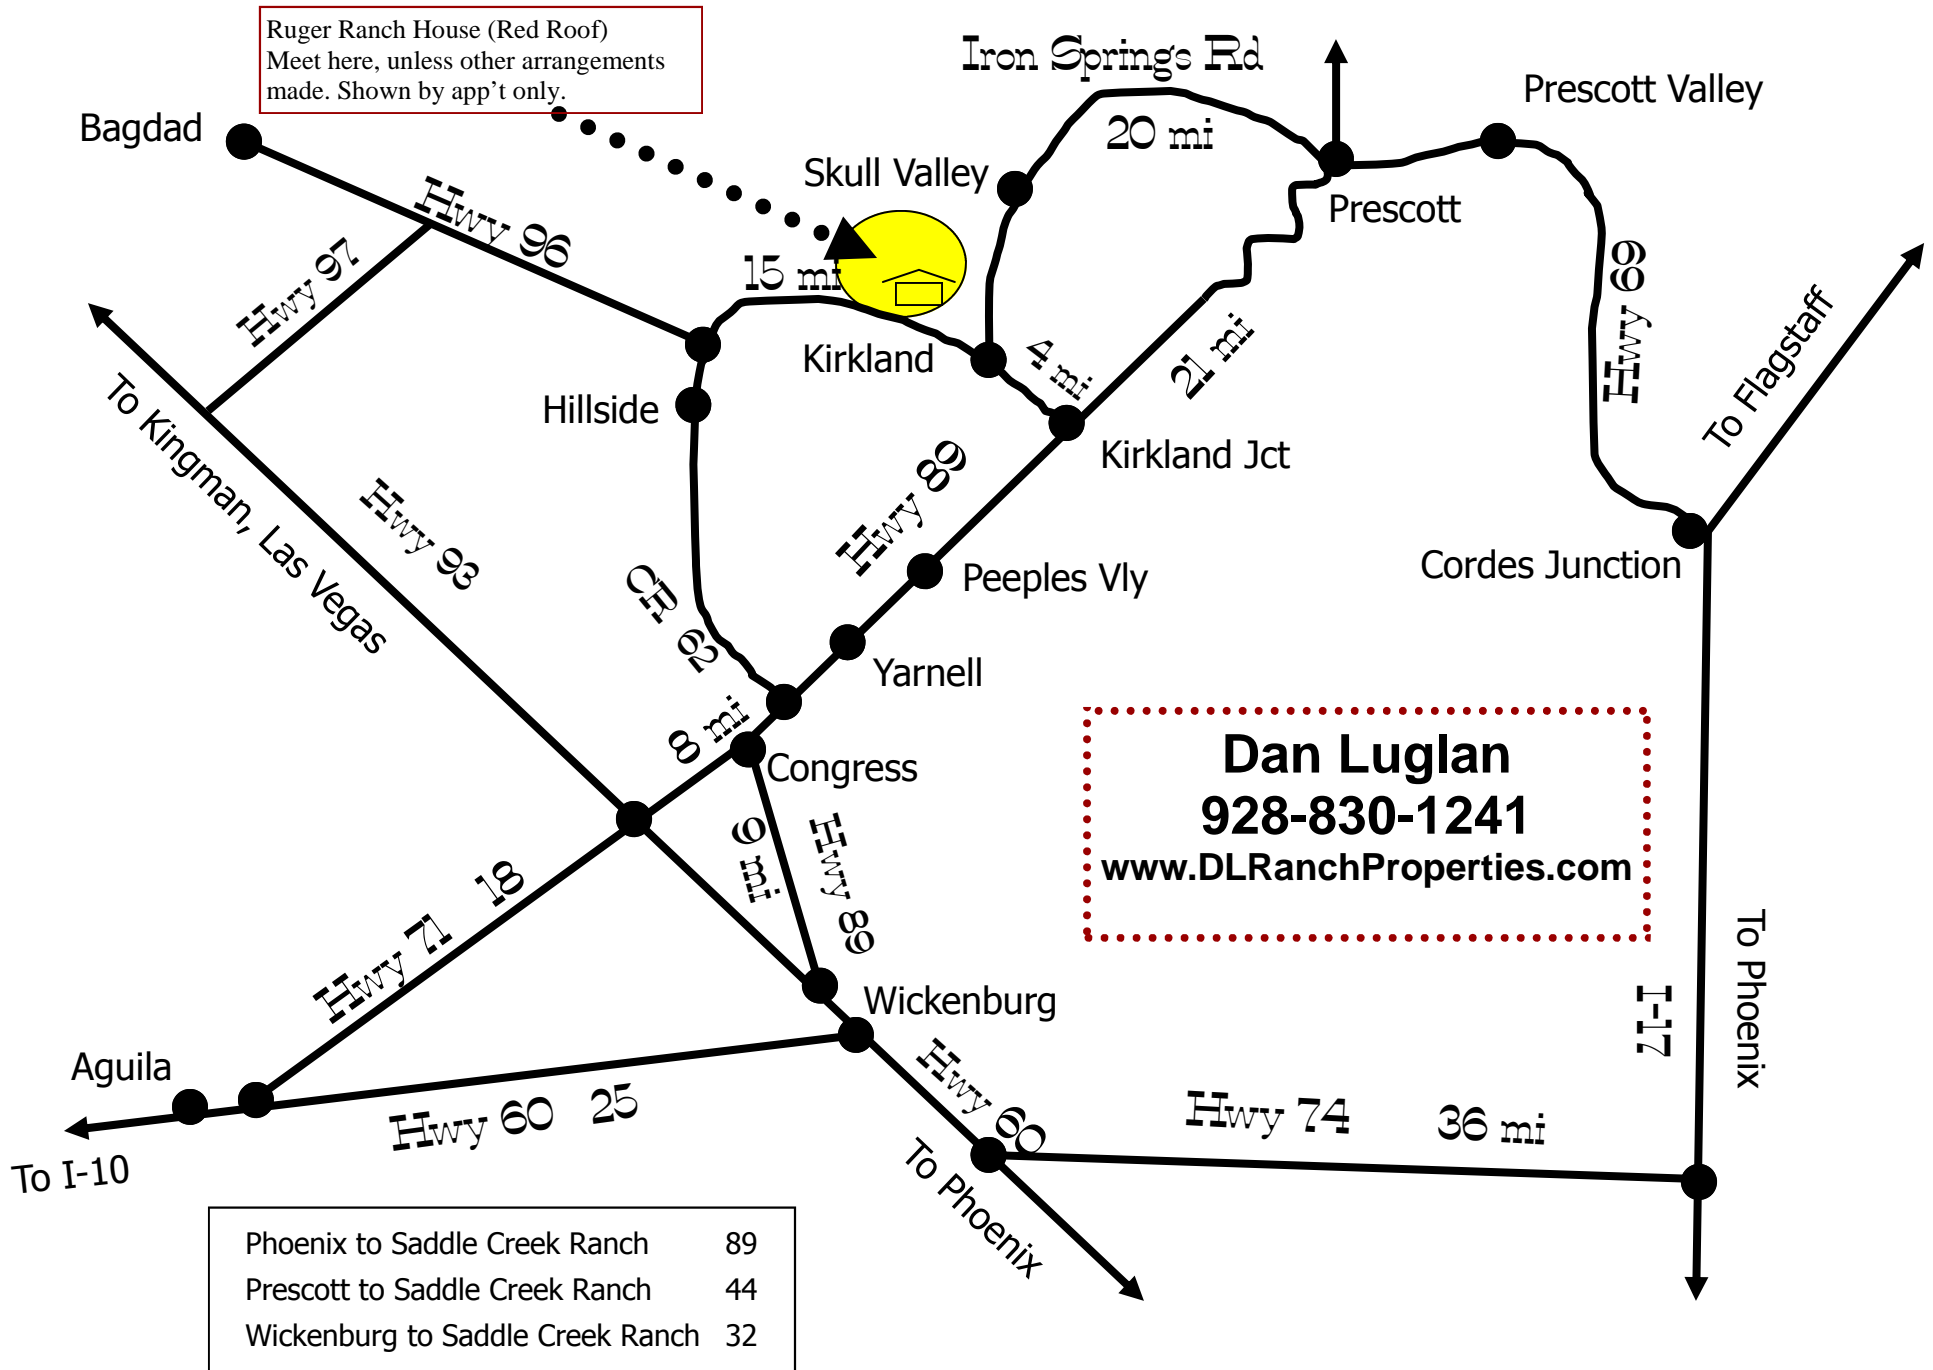 Ruger Ranch House (Red Roof)
Meet here, unless other arrangements
made. Shown by app’t only.
Iron Springs Rd
Prescott Valley
Bagdad
20 mi
Skull Valley
Prescott
Hwy 96
Hwy 97
15 mi
Hwy 69
To Flagstaff
Kirkland
4 mi
21 mi
Hillside
Kirkland Jct
To Kingman, Las Vegas
Hwy 93
Hwy 89
Cordes Junction
Peeples Vly
CR 62
Yarnell
8 mi
Congress
Dan Luglan
928-830-1241
www.DLRanchProperties.com
9 mi
Hwy 89
Hwy 71 18
To Phoenix
I-17
Wickenburg
Aguila
Hwy 60 25
Hwy 60
Hwy 74 36 mi
To I-10
To Phoenix
Phoenix to Saddle Creek Ranch 89
Prescott to Saddle Creek Ranch 44
Wickenburg to Saddle Creek Ranch 32